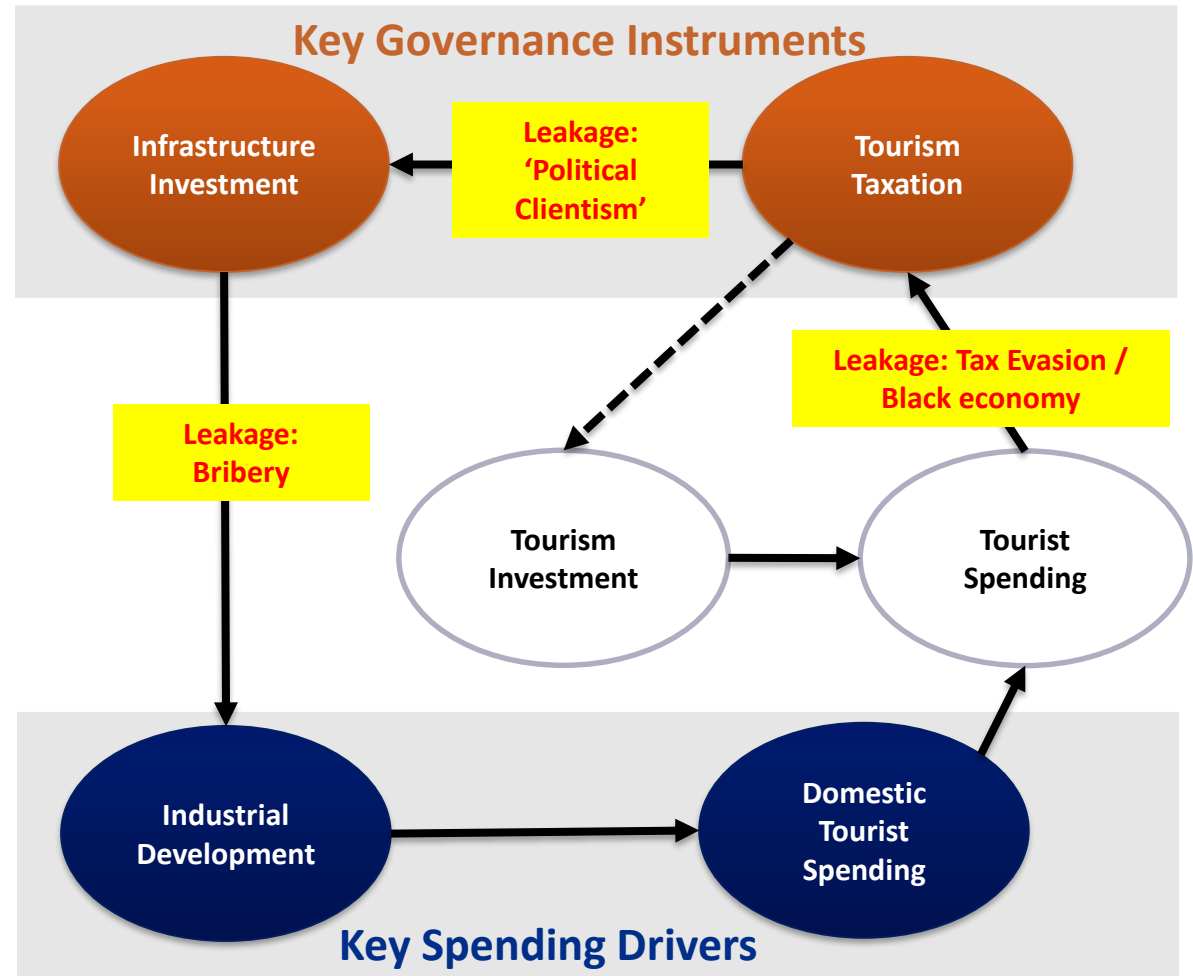 Key Governance Instruments
Infrastructure
Investment
Leakage:
‘Political
Clientism’
Tourism
Taxation
Leakage: Tax Evasion /
Black economy
Leakage:
Bribery
Tourism
Investment
Tourist
Spending
Industrial
Development
Domestic
Tourist
Spending
Key Spending Drivers